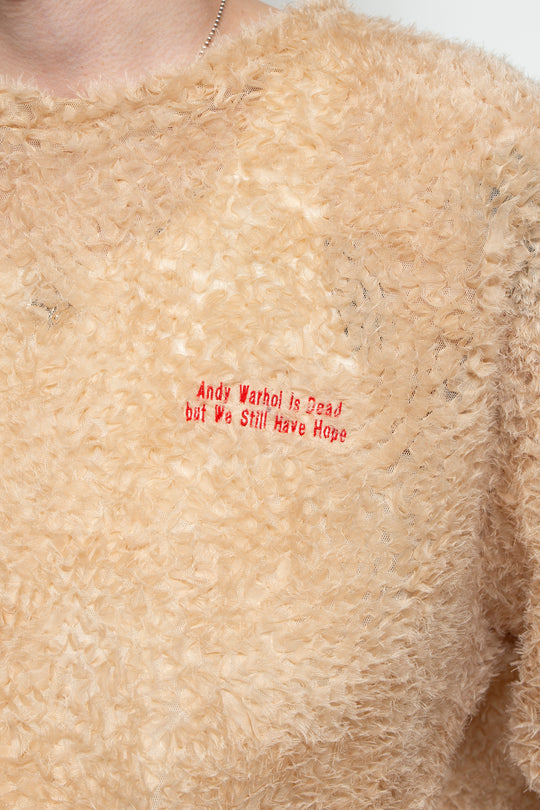 Andy Warhol Is Dead
but We Still Have Hope